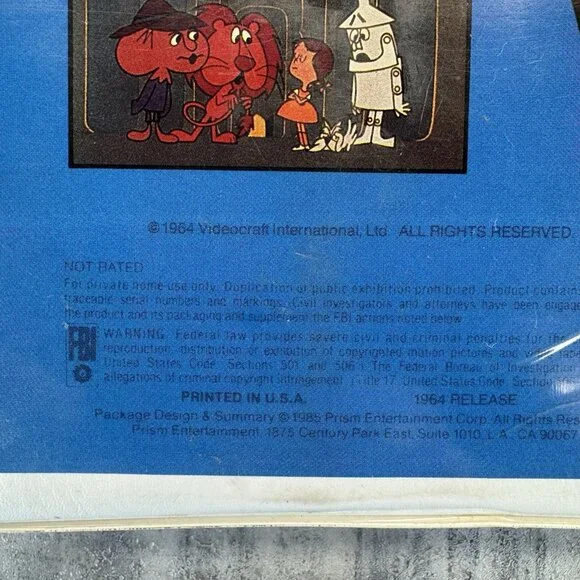 ©1964 Videocraft International, Ltd. ALL RIGHTS RESERVED.
NOT RATED
For private home use only. Duplication or public exhibition prohibited. Product contains
traceable serial numbers and markings. Civil investigators and attorneys have been engag
the product and its packaging and supplement the FBI actions noted below.
FBI
WARNING: Federal law provides severe civil and criminal penalties for the
reproduction, distribution or exhibition of copyrighted motion pictures and
United States Code, Sections 501 and 506). The Federal Bureau of Investigation
allegations of criminal copyright infringement. (Title 17, United States Code, Section
PRINTED IN U.S.A. 1964 RELEASE
Package Design & Summary ©1985 Prism Entertainment Corp. All Rights Res
Prism Entertainment 1875 Century Park East, Suite 1010, L.A., CA 90067